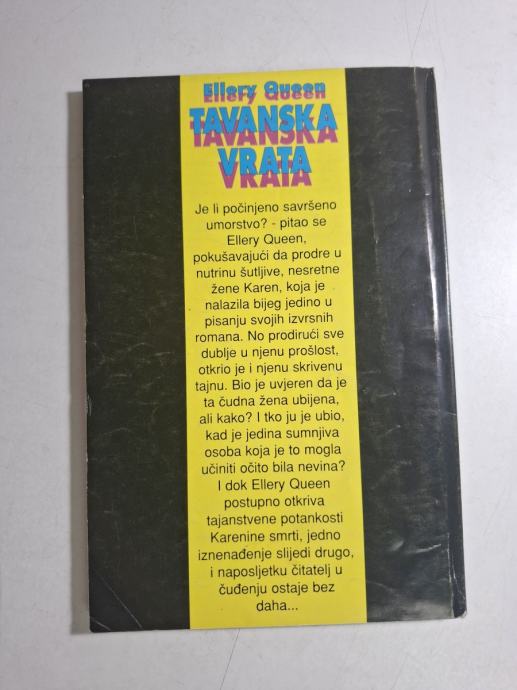 Ellery Queen
TAVANSKA
VRATA
Je li počinjeno savršeno
umorstvo? - pitao se
Ellery Queen,
pokušavajući da prodre u
nutrinu šutljive, nesretne
žene Karen, koja je
nalazila bijeg jedino u
pisanju svojih izvrsnih
romana. No prodirući sve
dublje u njenu prošlost,
otkrio je i njenu skrivenu
tajnu. Bio je uvjeren da je
ta čudna žena ubijena,
ali kako? I tko ju je ubio,
kad je jedina sumnjiva
osoba koja je to mogla
učiniti očito bila nevina?
I dok Ellery Queen
postupno otkriva
tajanstvene potankosti
Karenine smrti, jedno
iznenađenje slijedi drugo,
i naposljetku čitatelj u
čuđenju ostaje bez
daha...